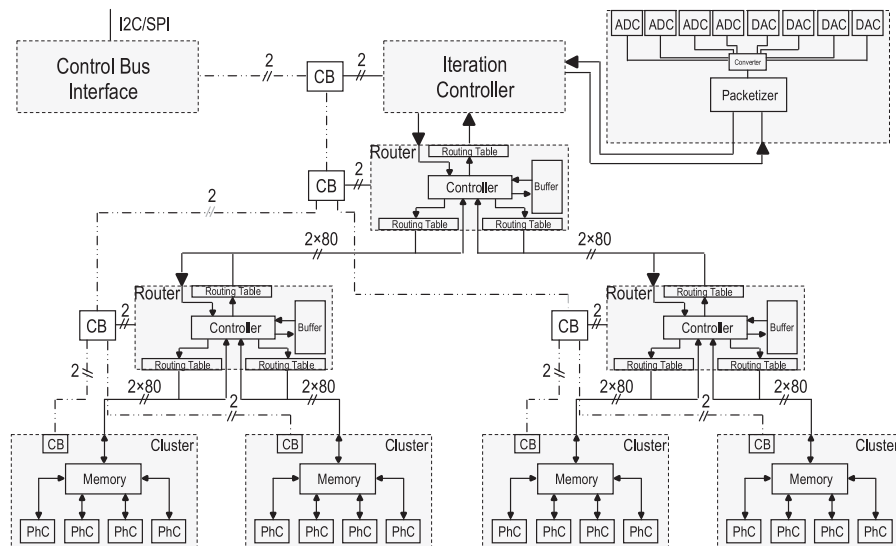 I2C/SPI
Control Bus
Interface
2
CB
2
Iteration
Controller
ADC ADC ADC ADC DAC DAC DAC DAC
Converter
Packetizer
2
CB
2
Router
Routing Table
Controller
Buffer
Routing Table
Routing Table
2×80
2×80
Router
Routing Table
CB
2
Controller
Buffer
Routing Table
Routing Table
2
2×80
2×80
2
Router
Routing Table
CB
2
Controller
Buffer
Routing Table
Routing Table
2
2×80
2×80
2
CB
Cluster
Memory
PhC PhC PhC PhC
CB
Cluster
Memory
PhC PhC PhC PhC
CB
Cluster
Memory
PhC PhC PhC PhC
CB
Cluster
Memory
PhC PhC PhC PhC